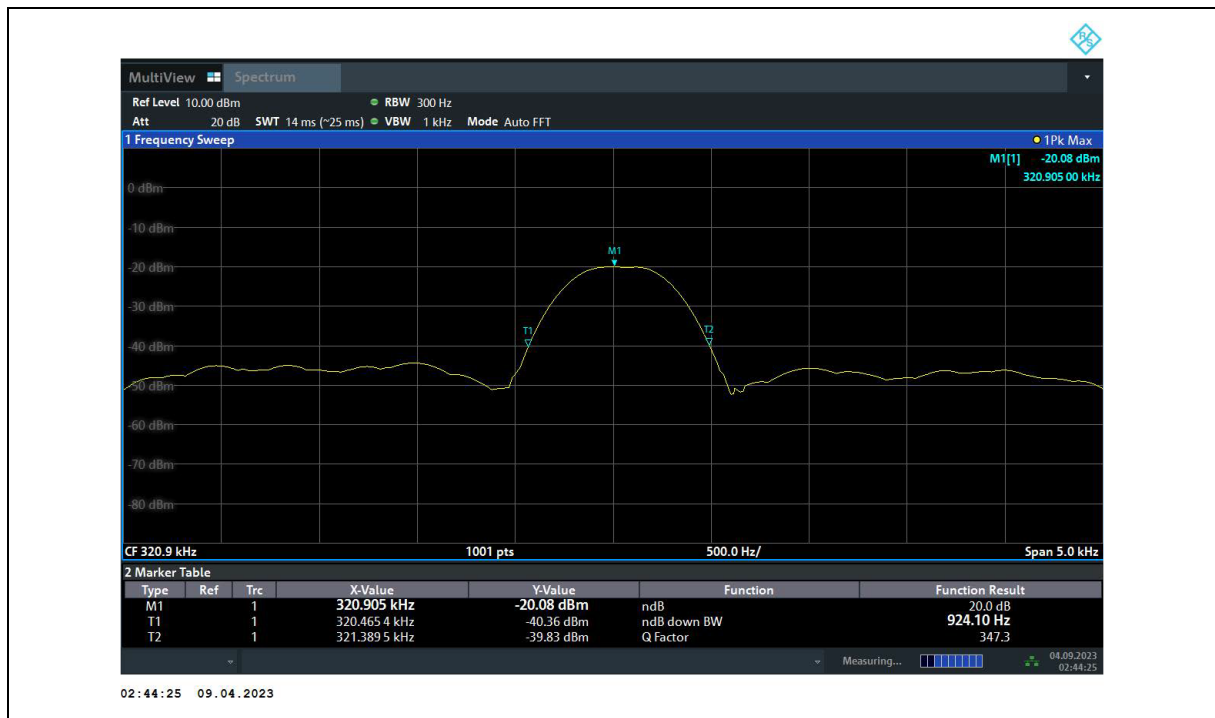 R&S
MultiView Spectrum
Ref Level 10.00 dBm RBW 300 Hz
Att 20 dB SWT 14 ms (~25 ms) VBW 1 kHz Mode Auto FFT
1 Frequency Sweep 1Pk Max
M1[1] -20.08 dBm
320.905 00 kHz
0 dBm
-10 dBm
M1
-20 dBm
-30 dBm
T1 T2
-40 dBm
-50 dBm
-60 dBm
-70 dBm
-80 dBm
CF 320.9 kHz 1001 pts 500.0 Hz/ Span 5.0 kHz
2 Marker Table
Type Ref Trc X-Value Y-Value Function Function Result
M1 1 320.905 kHz -20.08 dBm ndB 20.0 dB
T1 1 320.465 4 kHz -40.36 dBm ndB down BW 924.10 Hz
T2 1 321.389 5 kHz -39.83 dBm Q Factor 347.3
Measuring... 04.09.2023
02:44:25
02:44:25 09.04.2023